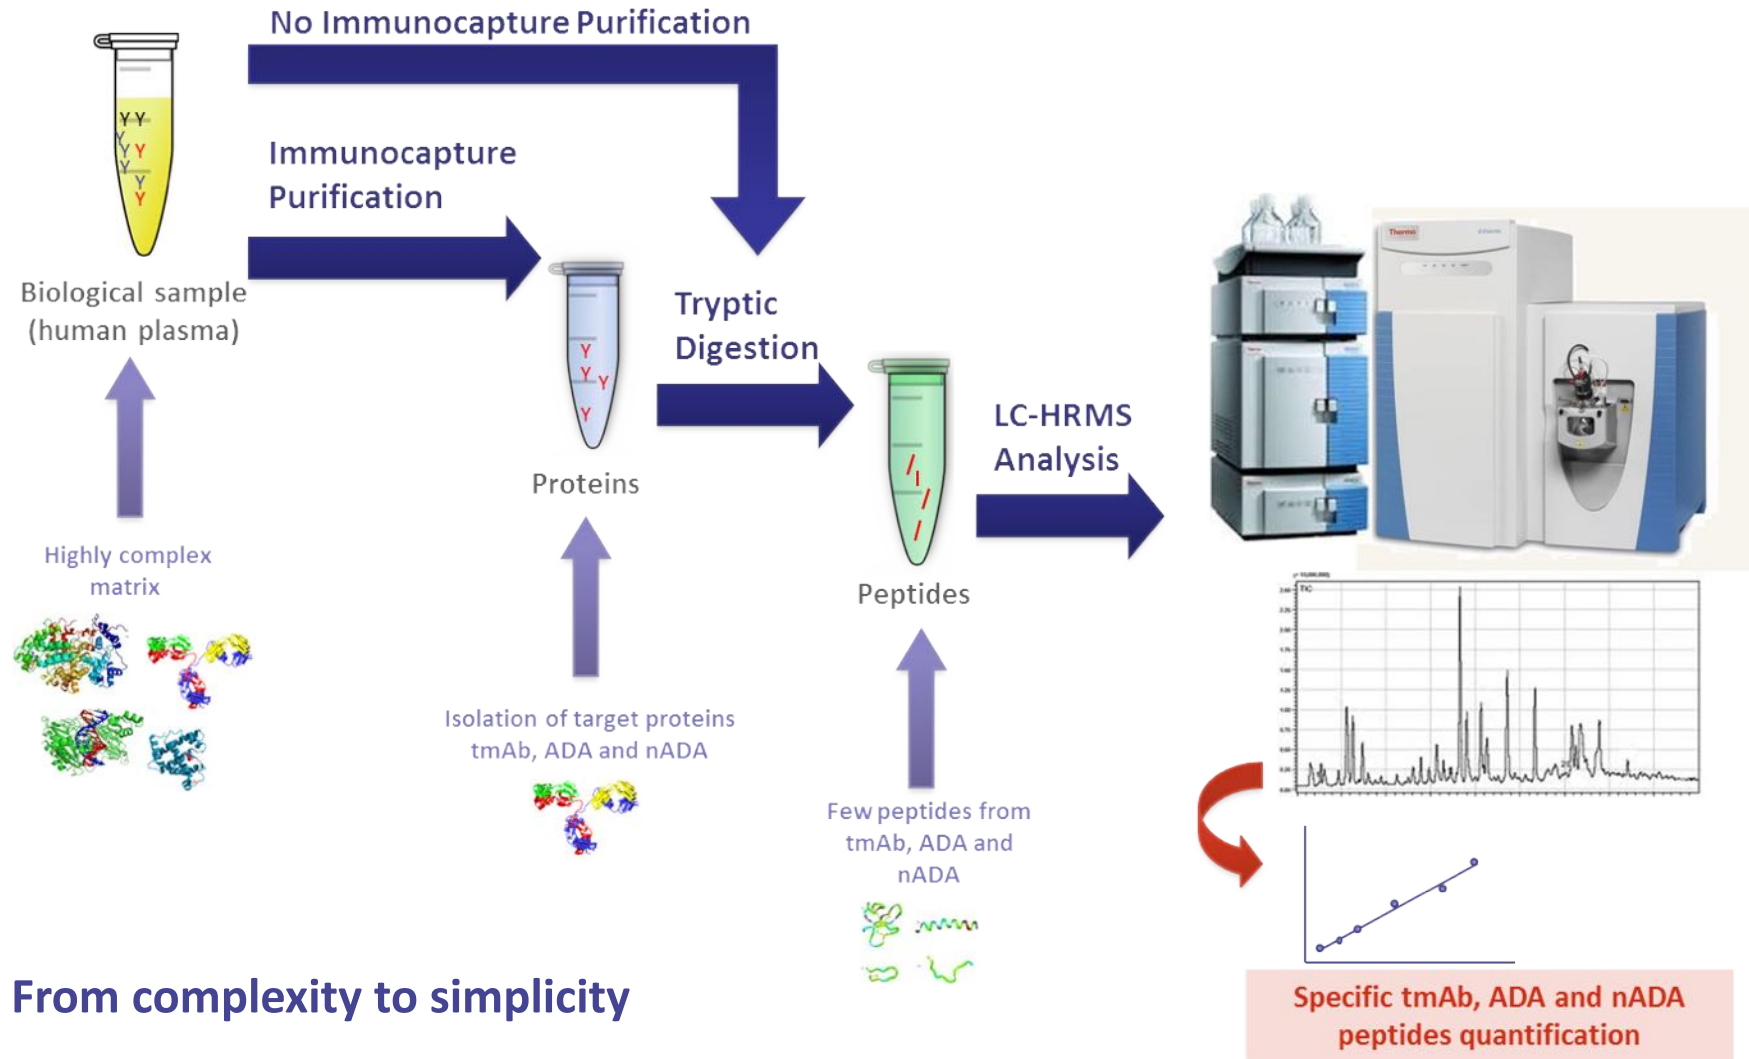 No Immunocapture Purification
Immunocapture
Purification
Biological sample
(human plasma)
Tryptic
Digestion
LC-HRMS
Analysis
Proteins
Peptides
Highly complex
matrix
Isolation of target proteins
tmAb, ADA and nADA
Few peptides from
tmAb, ADA and
nADA
Thermo
TIC
From complexity to simplicity
Specific tmAb, ADA and nADA
peptides quantification